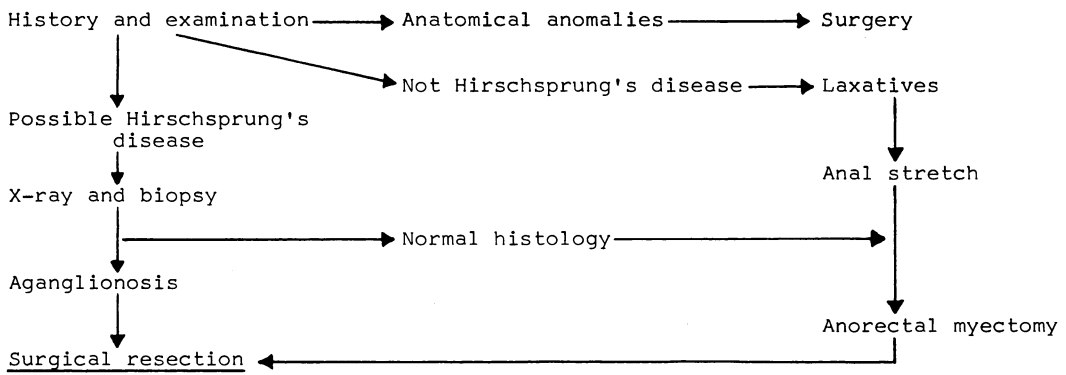 History and examination Anatomical anomalies Surgery
Not Hirschsprung's disease Laxatives
Possible Hirschsprung's
disease
Anal stretch
X-ray and biopsy
Normal histology
Aganglionosis
Anorectal myectomy
Surgical resection